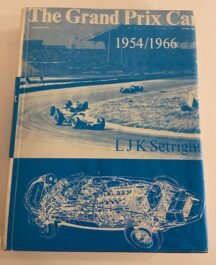 The Grand Prix Car
1954/1966
L J K Setright